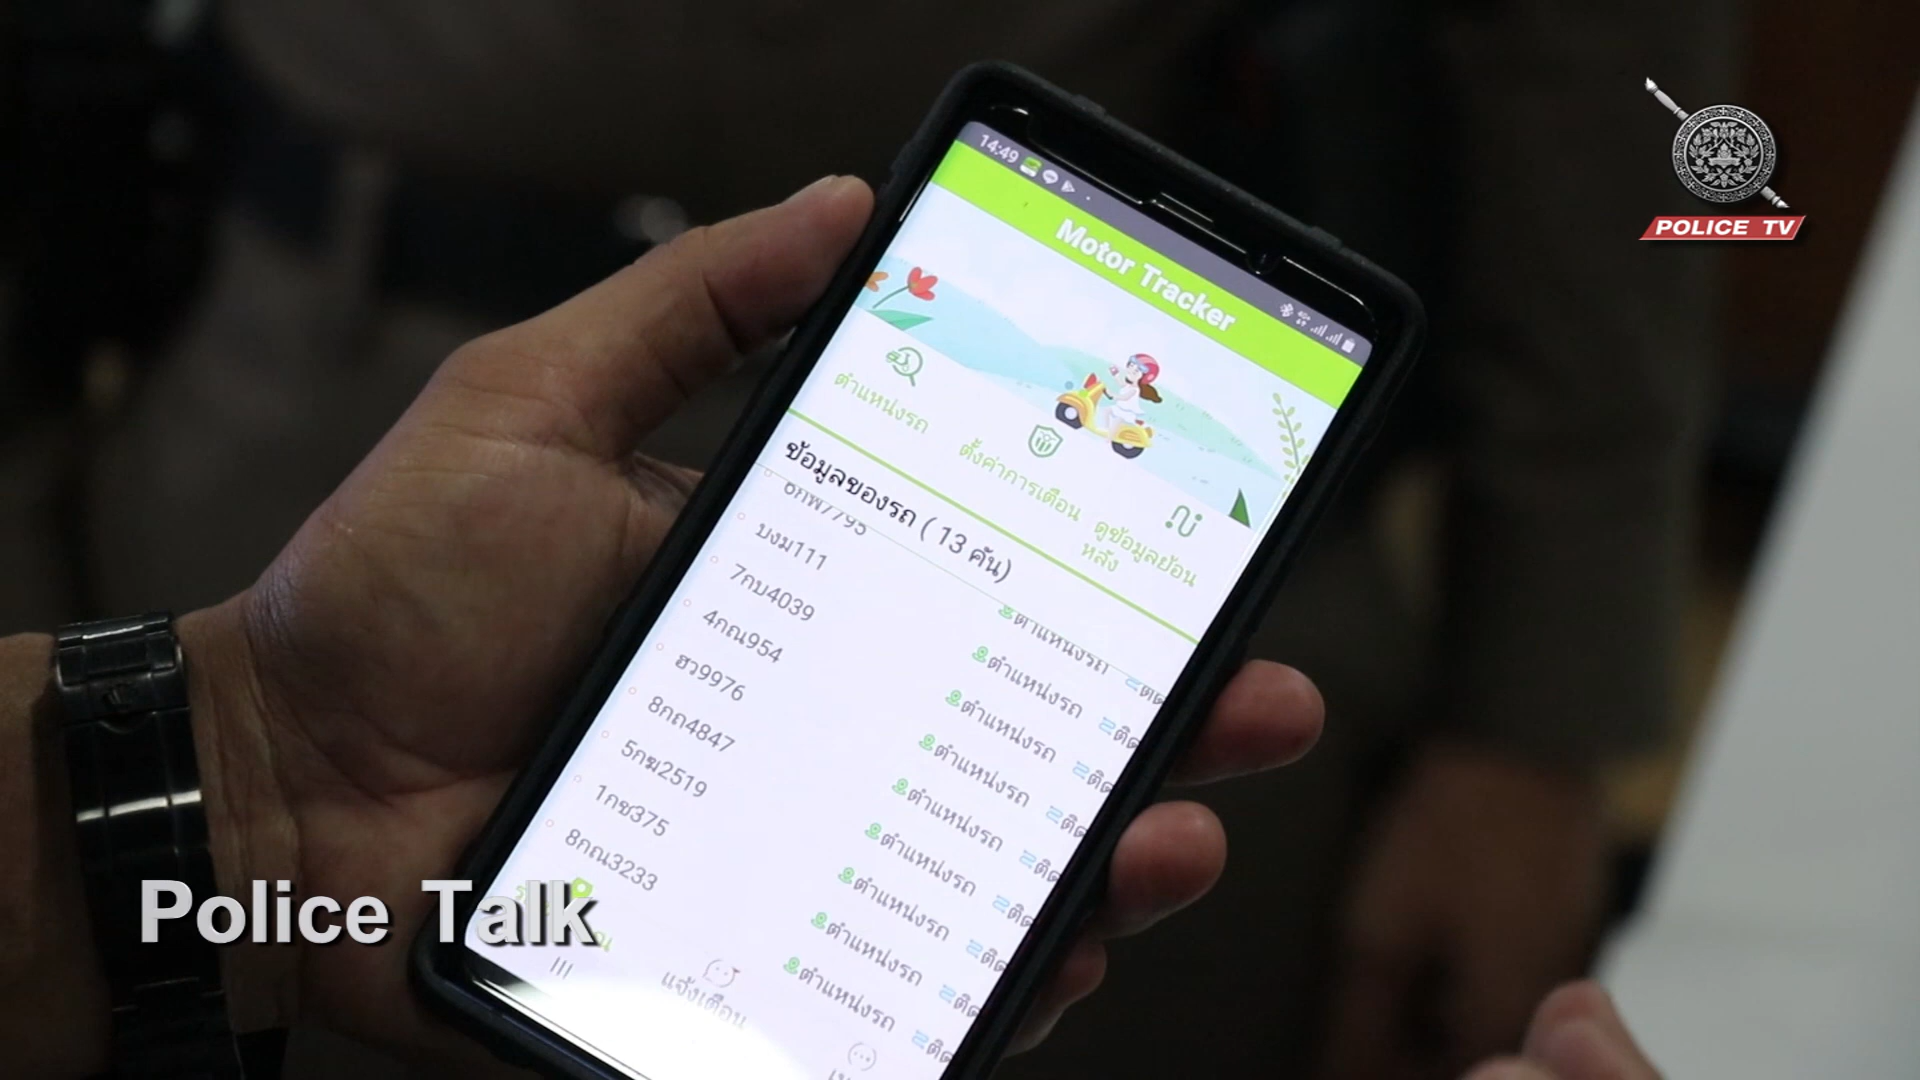 POLICE TV
14:49
Motor Tracker
ตำแหน่งรถ
ตั้งค่าการเตือน
ดูข้อมูลย้อน
หลัง
ข้อมูลของรถ ( 13 คัน)
6กพ7795
ตำแหน่งรถ
บงม111
ตำแหน่งรถ
7กบ4039
ตำแหน่งรถ
4กณ954
ตำแหน่งรถ
ฮว9976
ตำแหน่งรถ
8กถ4847
ตำแหน่งรถ
5กฆ2519
ตำแหน่งรถ
1กช375
ตำแหน่งรถ
8กณ3233
ตำแหน่งรถ
แจ้งเตือน
Police Talk